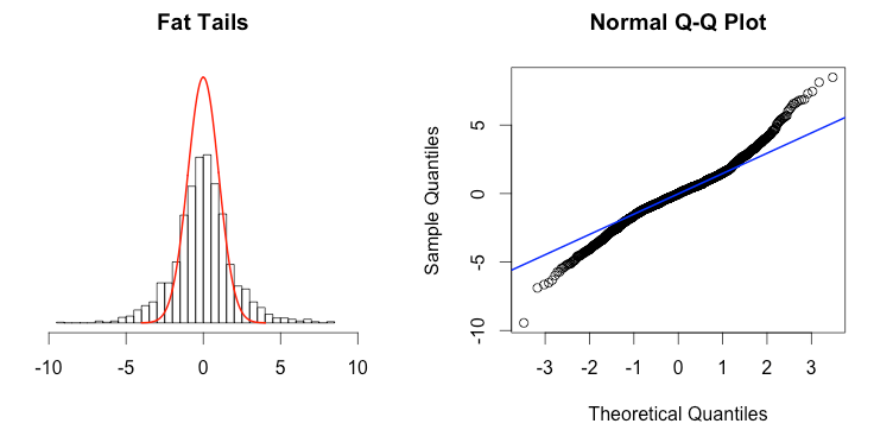 Fat Tails
-10 -5 0 5 10
Normal Q-Q Plot
Sample Quantiles
5
0
-5
-10
-3 -2 -1 0 1 2 3
Theoretical Quantiles